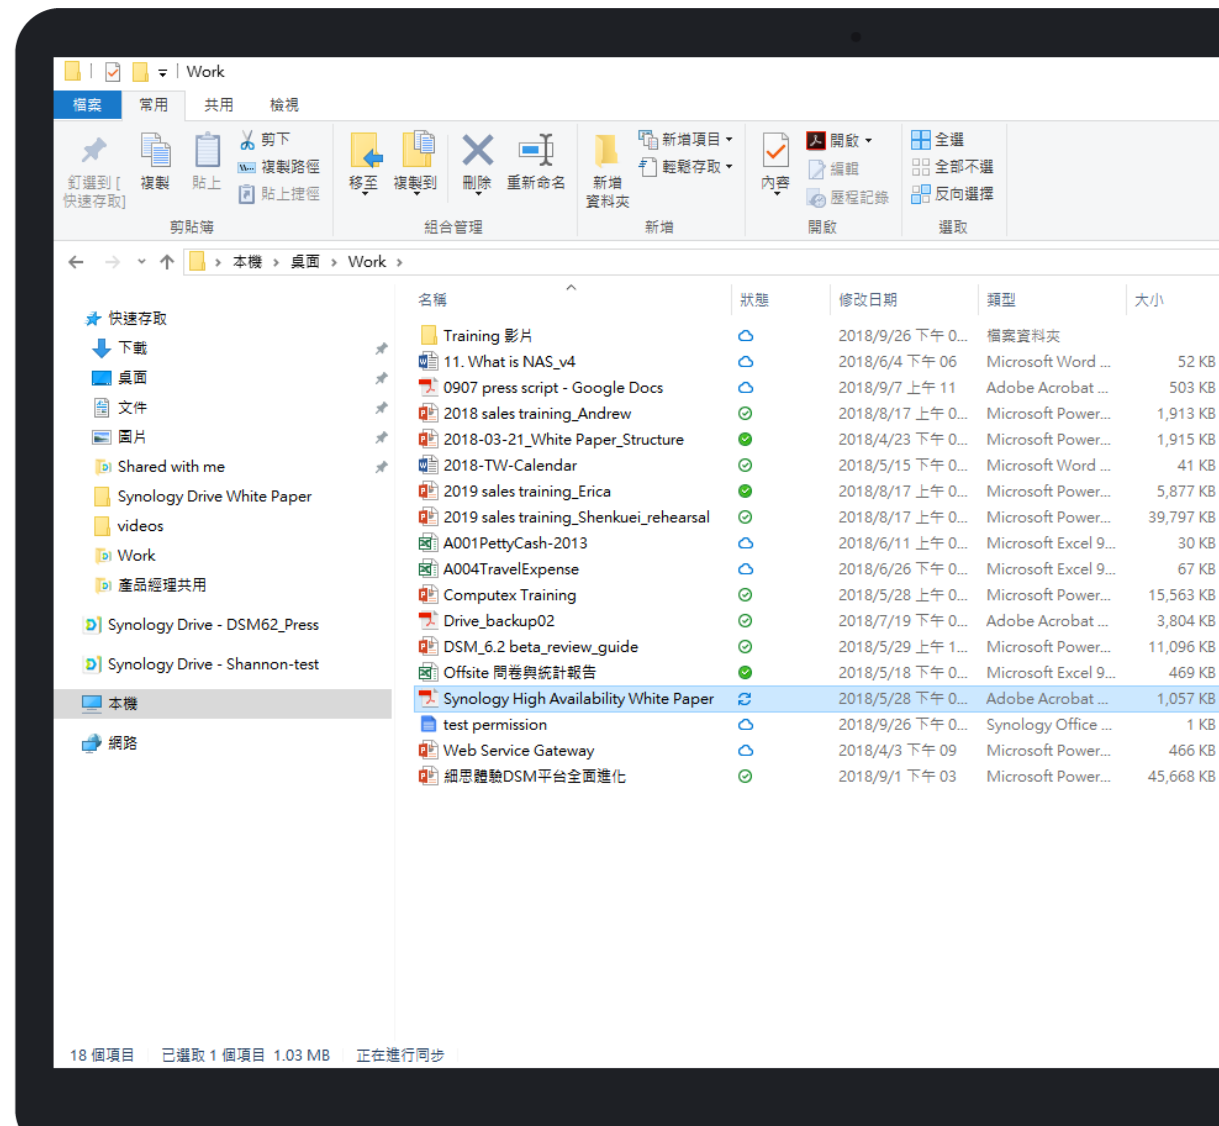 Work
檔案 常用 共用 檢視
釘選到 [
快速存取]
複製
貼上
剪下
複製路徑
貼上捷徑
剪貼簿
移至
複製到
刪除
重新命名
組合管理
新增
資料夾
新增項目
輕鬆存取
新增
內容
開啟
編輯
歷程記錄
開啟
全選
全部不選
反向選擇
選取
本機 › 桌面 › Work ›
快速存取
下載
桌面
文件
圖片
Shared with me
Synology Drive White Paper
videos
Work
產品經理共用
Synology Drive - DSM62_Press
Synology Drive - Shannon-test
本機
網路
名稱 狀態 修改日期 類型 大小
Training 影片 2018/9/26 下午 0... 檔案資料夾
11. What is NAS_v4 2018/6/4 下午 06 Microsoft Word ... 52 KB
0907 press script - Google Docs 2018/9/7 上午 11 Adobe Acrobat ... 503 KB
2018 sales training_Andrew 2018/8/17 上午 0... Microsoft Power... 1,913 KB
2018-03-21_White Paper_Structure 2018/4/23 下午 0... Microsoft Power... 1,915 KB
2018-TW-Calendar 2018/5/15 下午 0... Microsoft Word ... 41 KB
2019 sales training_Erica 2018/8/17 上午 0... Microsoft Power... 5,877 KB
2019 sales training_Shenkuei_rehearsal 2018/8/17 上午 0... Microsoft Power... 39,797 KB
A001PettyCash-2013 2018/6/11 上午 0... Microsoft Excel 9... 30 KB
A004TravelExpense 2018/6/26 下午 0... Microsoft Excel 9... 67 KB
Computex Training 2018/5/28 上午 0... Microsoft Power... 15,563 KB
Drive_backup02 2018/7/19 下午 0... Adobe Acrobat ... 3,804 KB
DSM_6.2 beta_review_guide 2018/5/29 上午 1... Microsoft Power... 11,096 KB
Offsite 問卷與統計報告 2018/5/18 下午 0... Microsoft Excel 9... 469 KB
Synology High Availability White Paper 2018/5/28 下午 0... Adobe Acrobat ... 1,057 KB
test permission 2018/9/26 下午 0... Synology Office ... 1 KB
Web Service Gateway 2018/4/3 下午 09 Microsoft Power... 466 KB
細思體驗DSM平台全面進化 2018/9/1 下午 03 Microsoft Power... 45,668 KB
18 個項目 已選取 1 個項目 1.03 MB 正在進行同步